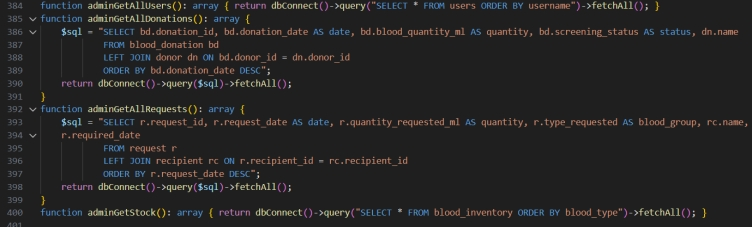 384 function adminGetAllUsers(): array { return dbConnect()->query("SELECT * FROM users ORDER BY username")->fetchAll(); }
385 function adminGetAllDonations(): array {
386 $sql = "SELECT bd.donation_id, bd.donation_date AS date, bd.blood_quantity_ml AS quantity, bd.screening_status AS status, dn.name
387 FROM blood_donation bd
388 LEFT JOIN donor dn ON bd.donor_id = dn.donor_id
389 ORDER BY bd.donation_date DESC";
390 return dbConnect()->query($sql)->fetchAll();
391 }
392 function adminGetAllRequests(): array {
393 $sql = "SELECT r.request_id, r.request_date AS date, r.quantity_requested_ml AS quantity, r.type_requested AS blood_group, rc.name,
394 r.required_date
395 FROM request r
396 LEFT JOIN recipient rc ON r.recipient_id = rc.recipient_id
397 ORDER BY r.request_date DESC";
398 return dbConnect()->query($sql)->fetchAll();
399 }
400 function adminGetStock(): array { return dbConnect()->query("SELECT * FROM blood_inventory ORDER BY blood_type")->fetchAll(); }
401